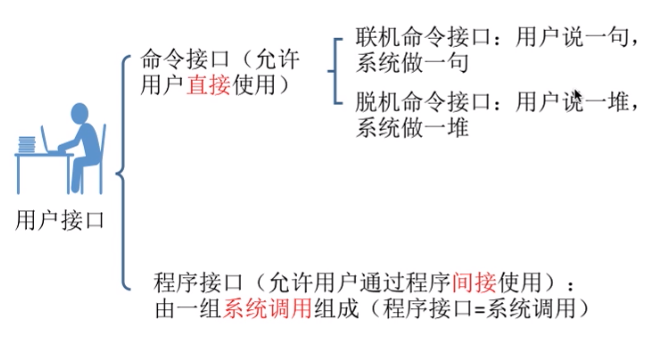 命令接口（允许
用户直接使用）
联机命令接口：用户说一句，
系统做一句
脱机命令接口：用户说一堆，
系统做一堆
用户接口
程序接口（允许用户通过程序间接使用）：
由一组系统调用组成（程序接口=系统调用）